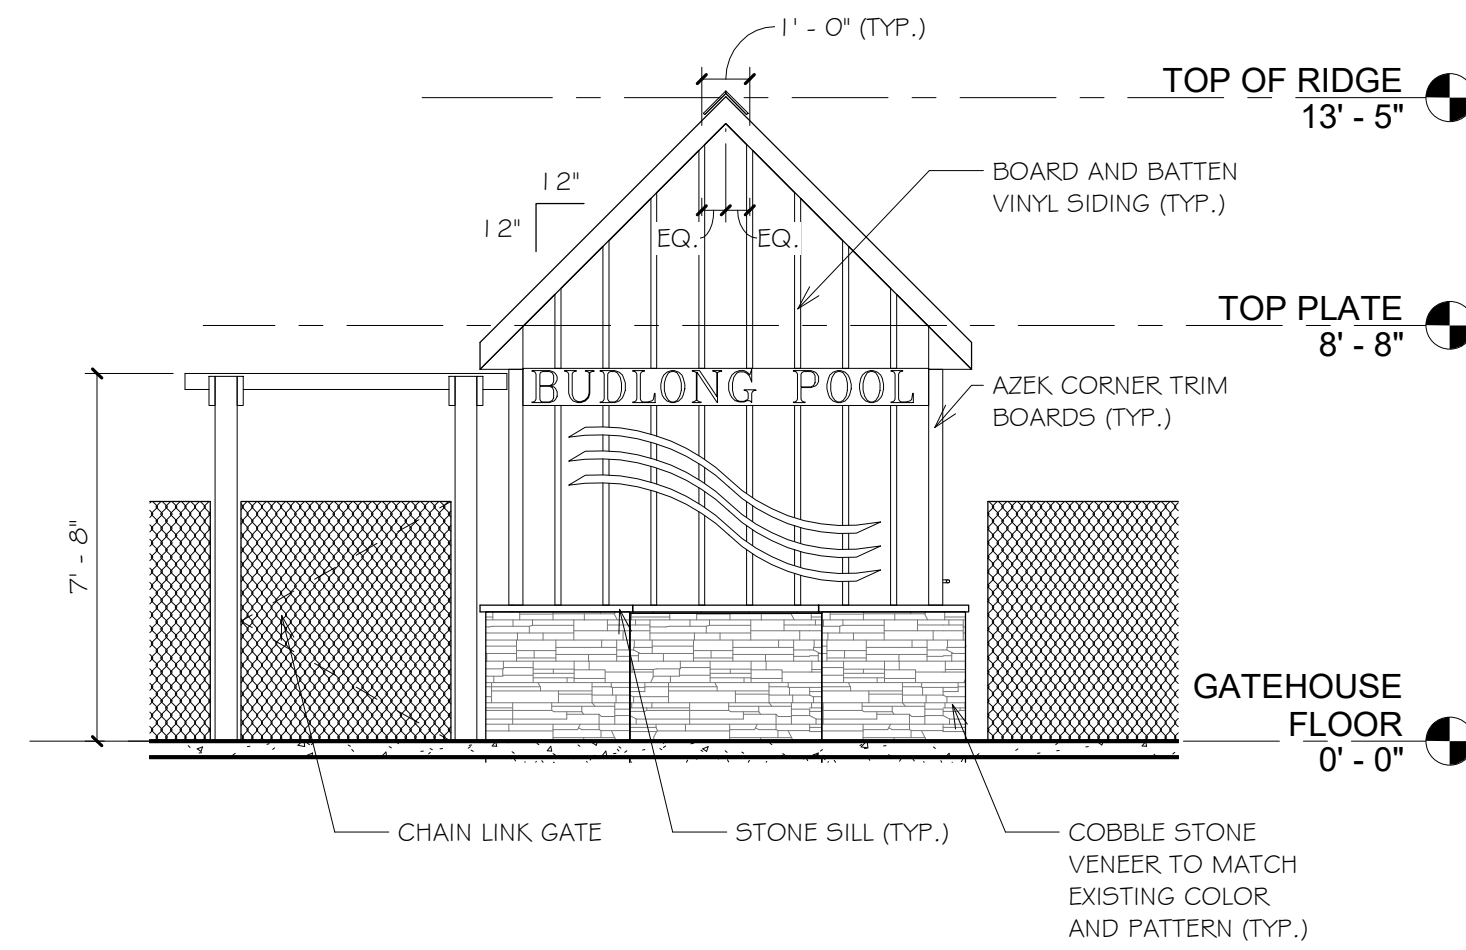 1' - 0" (TYP.)
TOP OF RIDGE
13' - 5"
BOARD AND BATTEN
VINYL SIDING (TYP.)
12"
12"
EQ. EQ.
TOP PLATE
8' - 8"
BUDLONG POOL
AZEK CORNER TRIM
BOARDS (TYP.)
7' - 8"
GATEHOUSE
FLOOR
0' - 0"
CHAIN LINK GATE
STONE SILL (TYP.)
COBBLE STONE
VENEER TO MATCH
EXISTING COLOR
AND PATTERN (TYP.)